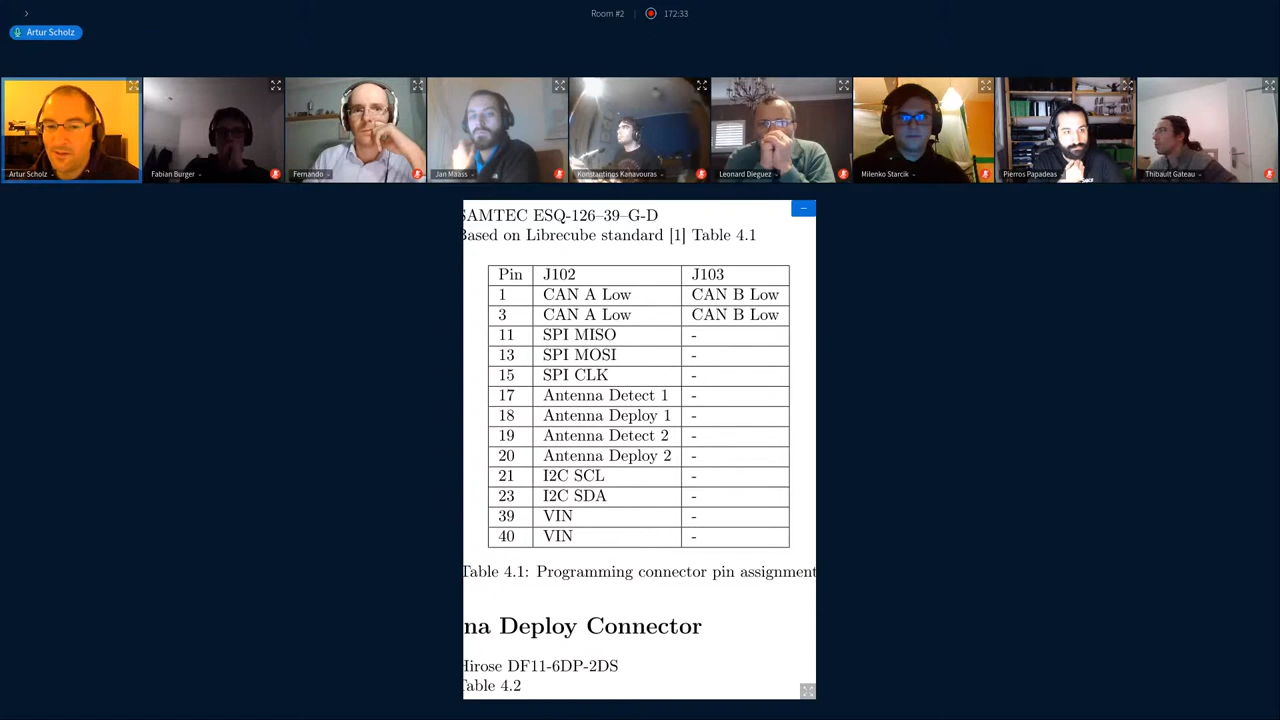 Room #2 172:33
Artur Scholz
Artur Scholz
Fabian Burger
Fernando
Jan Maass
Konstantinos Kanavouras
Leonard Dieguez
Milenko Starcik
Pierros Papadeas
Thibault Gateau
SAMTEC ESQ-126–39–G-D
Based on Librecube standard [1] Table 4.1
Pin J102 J103
1 CAN A Low CAN B Low
3 CAN A Low CAN B Low
11 SPI MISO -
13 SPI MOSI -
15 SPI CLK -
17 Antenna Detect 1 -
18 Antenna Deploy 1 -
19 Antenna Detect 2 -
20 Antenna Deploy 2 -
21 I2C SCL -
23 I2C SDA -
39 VIN -
40 VIN -
Table 4.1: Programming connector pin assignment
na Deploy Connector
Hirose DF11-6DP-2DS
Table 4.2